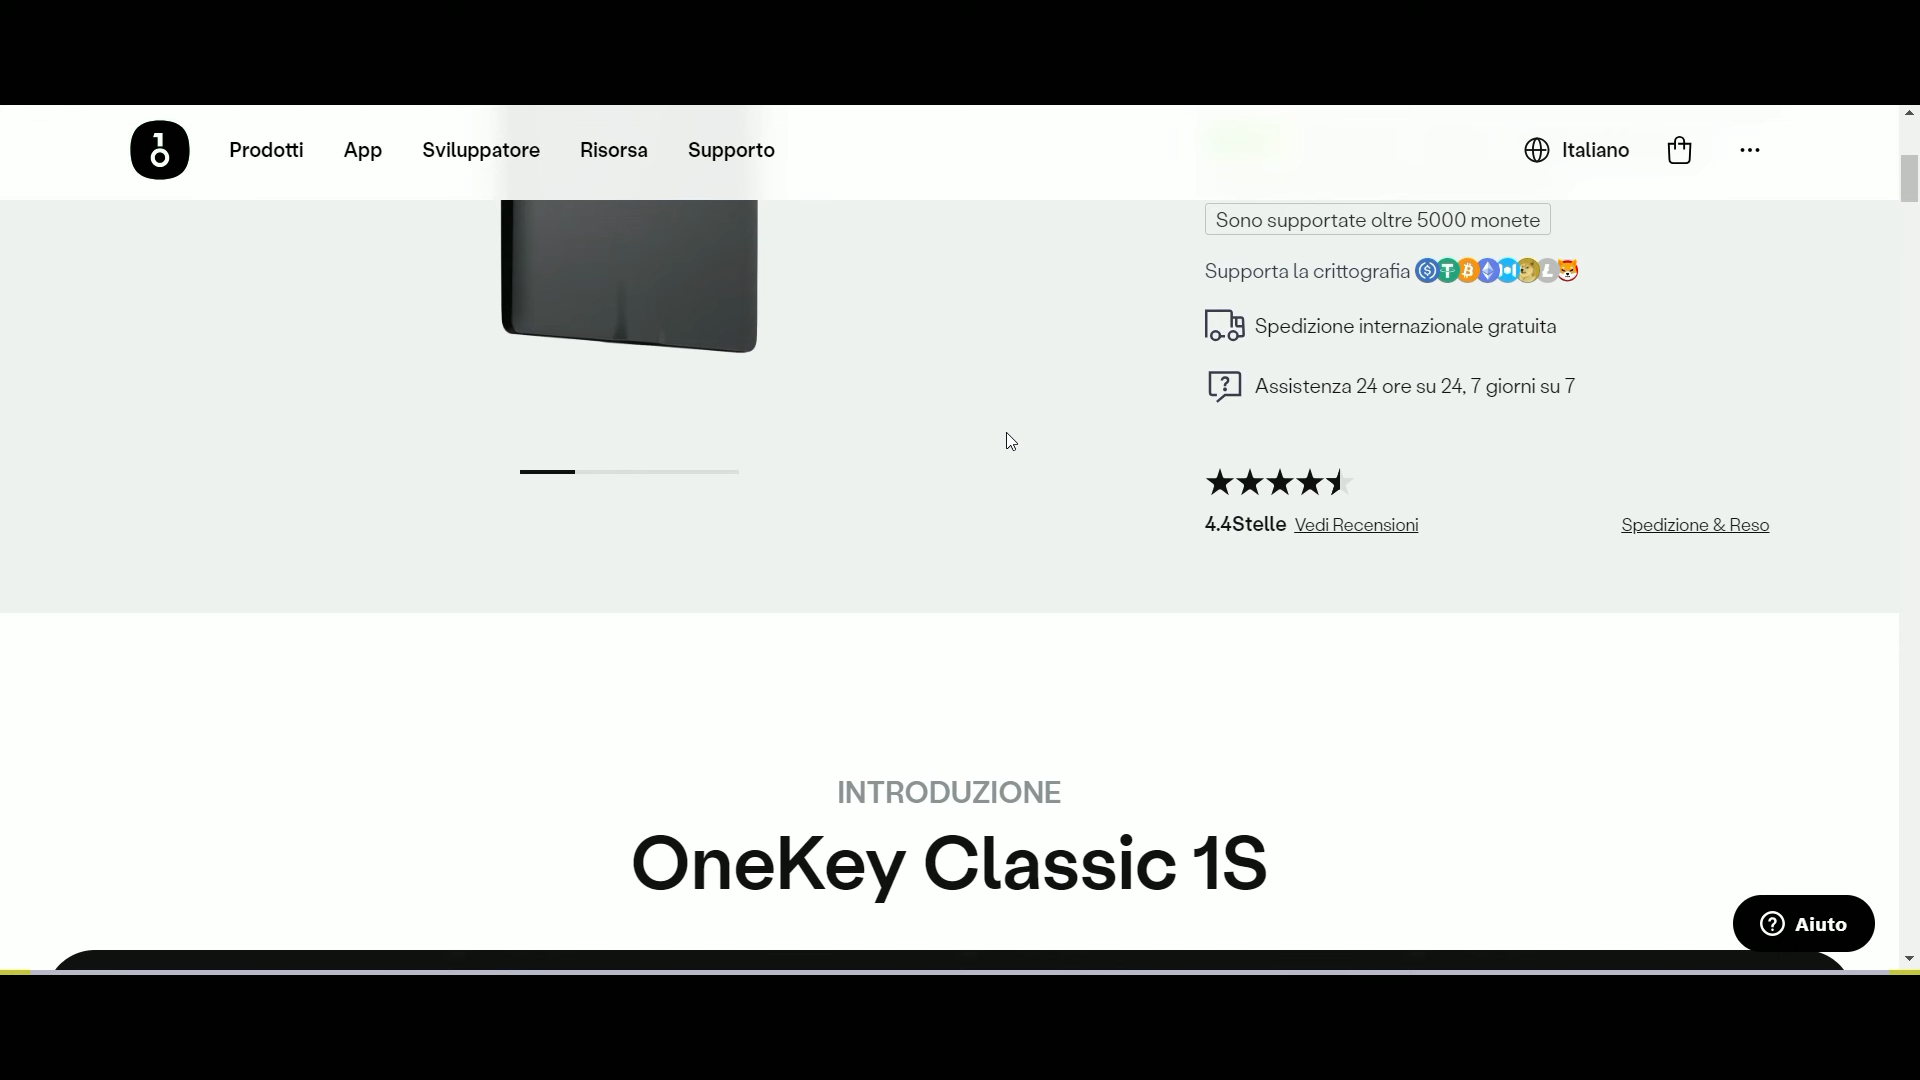 Prodotti
App
Sviluppatore
Risorsa
Supporto
Italiano
Sono supportate oltre 5000 monete
Supporta la crittografia
Spedizione internazionale gratuita
Assistenza 24 ore su 24, 7 giorni su 7
4.4Stelle Vedi Recensioni
Spedizione & Reso
INTRODUZIONE
OneKey Classic 1S
Aiuto